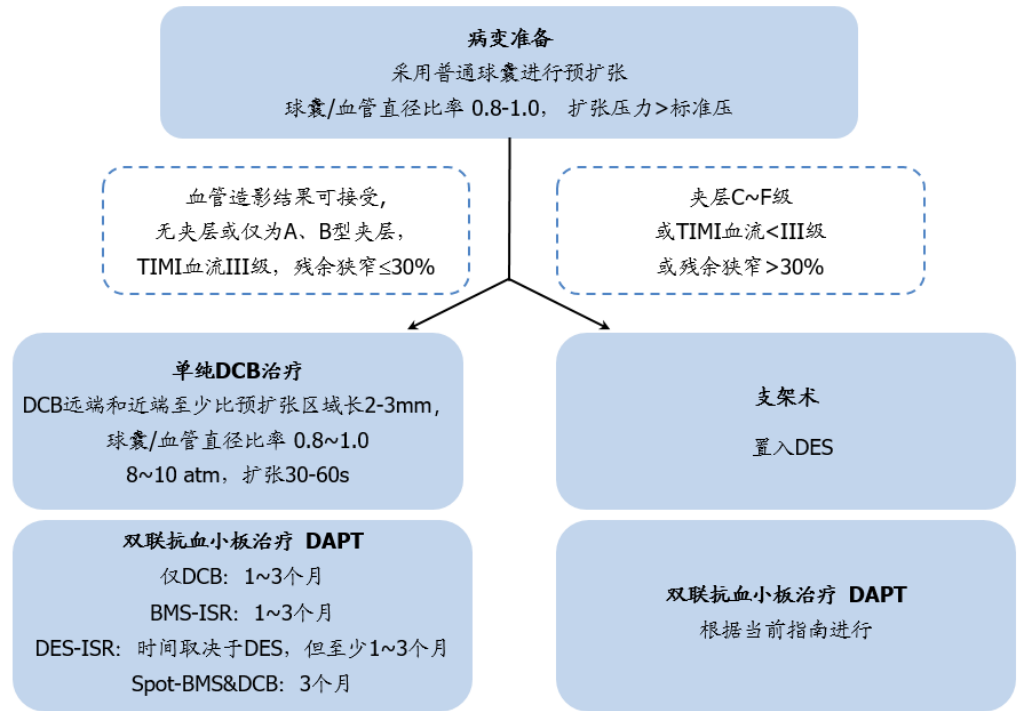 病变准备
采用普通球囊进行预扩张
球囊/血管直径比率 0.8-1.0， 扩张压力>标准压
血管造影结果可接受，
无夹层或仅为A、B型夹层，
TIMI血流III级，残余狭窄≤30%
夹层C~F级
或TIMI血流<III级
或残余狭窄>30%
单纯DCB治疗
DCB远端和近端至少比预扩张区域长2-3mm，
球囊/血管直径比率 0.8~1.0
8~10 atm，扩张30-60s
支架术
置入DES
双联抗血小板治疗 DAPT
仅DCB：1~3个月
BMS-ISR：1~3个月
DES-ISR：时间取决于DES，但至少1~3个月
Spot-BMS&DCB：3个月
双联抗血小板治疗 DAPT
根据当前指南进行